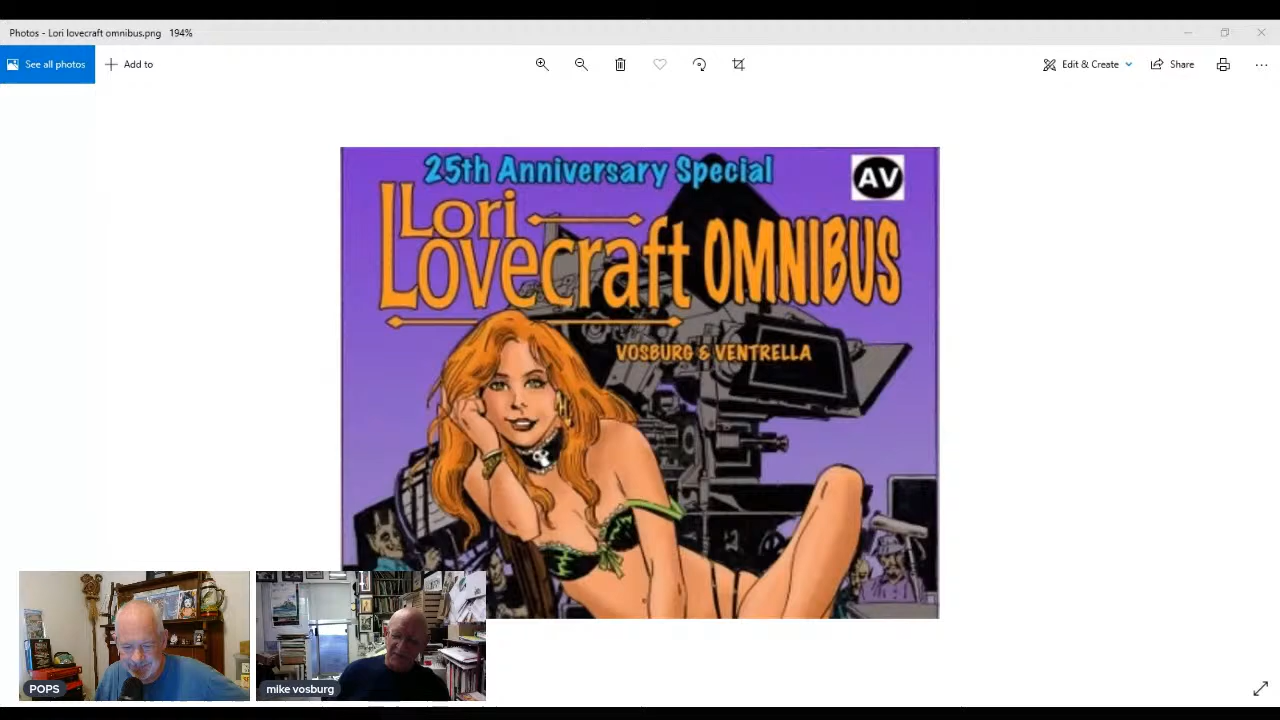 Photos - Lori lovecraft omnibus.png 194%
See all photos
Add to
Edit & Create
Share
25th Anniversary Special
AV
Lori
Lovecraft OMNIBUS
VOSBURG & VENTRELLA
POPS
mike vosburg